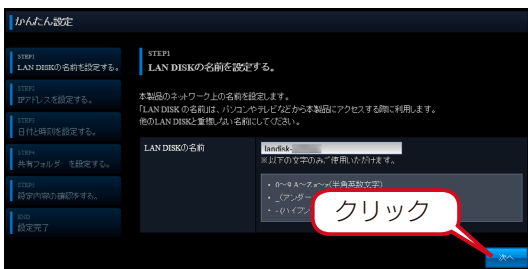 かんたん設定
STEP1
LAN DISKの名前を設定する。
STEP2
IPアドレスを設定する。
STEP3
日付と時刻を設定する。
STEP4
共有フォルダーを設定する。
STEP5
設定内容の確認をする。
END
設定完了
STEP1
LAN DISKの名前を設定する。
本製品のネットワーク上の名前を設定します。
「LAN DISK の名前」は、パソコンやテレビなどから本製品にアクセスする際に利用します。
他のLAN DISKと重複しない名前にしてください。
LAN DISKの名前
landisk-
※以下の文字のみご使用いただけます。
・ 0～9 A～Z a～z(半角英数文字)
・ _(アンダー
・ -(ハイフン
クリック
次へ